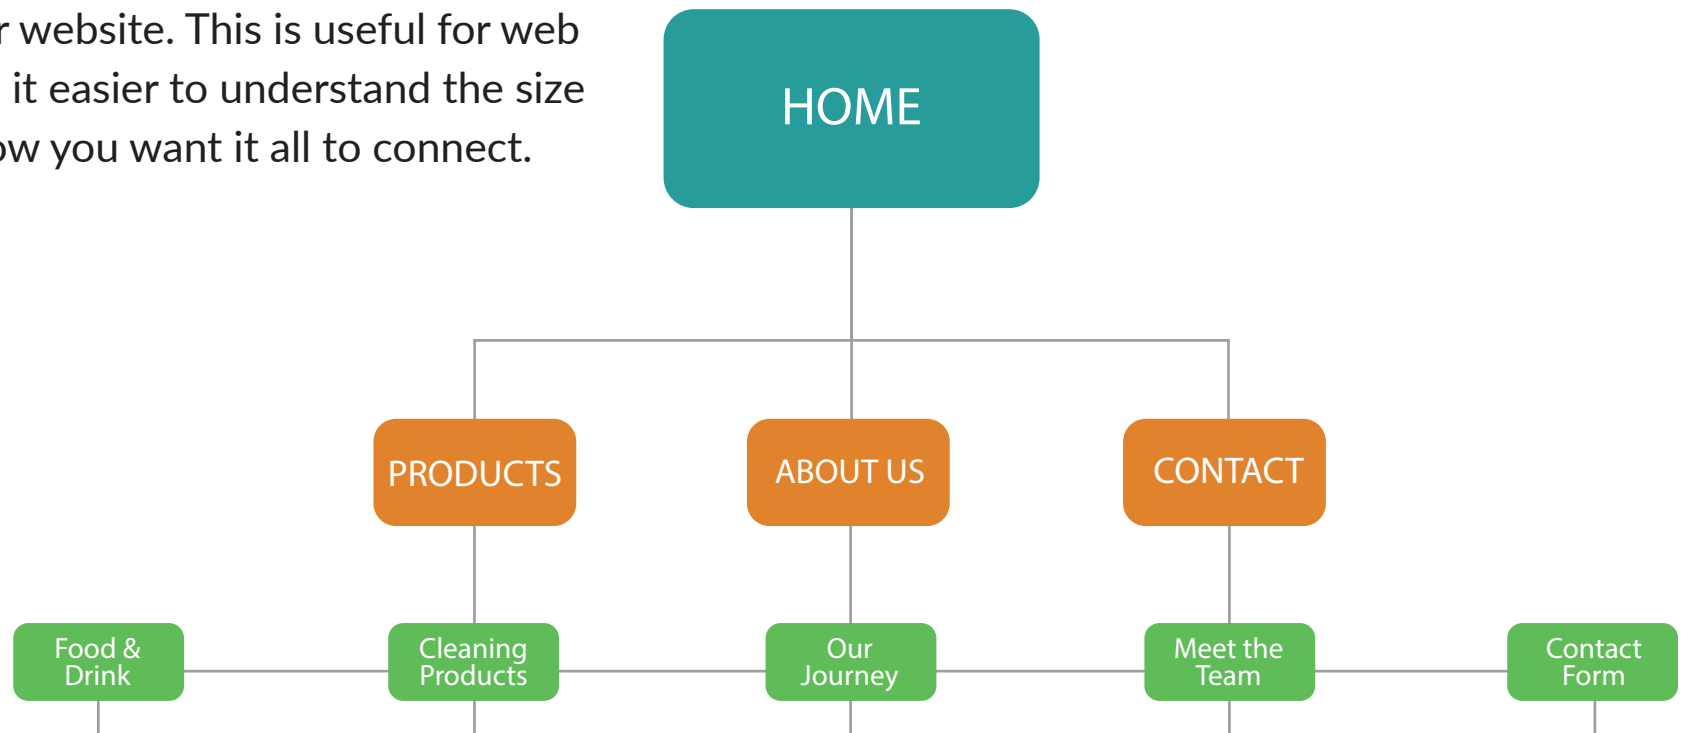 r website. This is useful for web
it easier to understand the size
ow you want it all to connect.
HOME
PRODUCTS
ABOUT US
CONTACT
Food &
Drink
Cleaning
Products
Our
Journey
Meet the
Team
Contact
Form